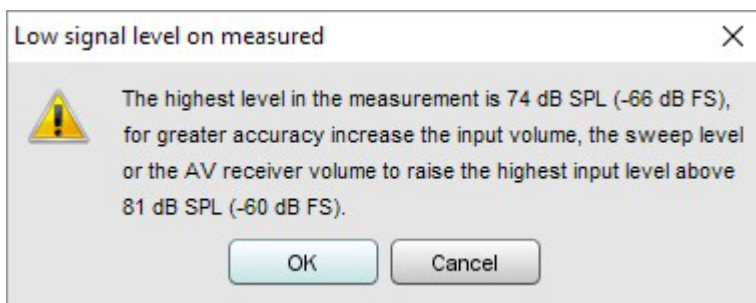 Low signal level on measured
The highest level in the measurement is 74 dB SPL (-66 dB FS),
for greater accuracy increase the input volume, the sweep level
or the AV receiver volume to raise the highest input level above
81 dB SPL (-60 dB FS).
OK Cancel